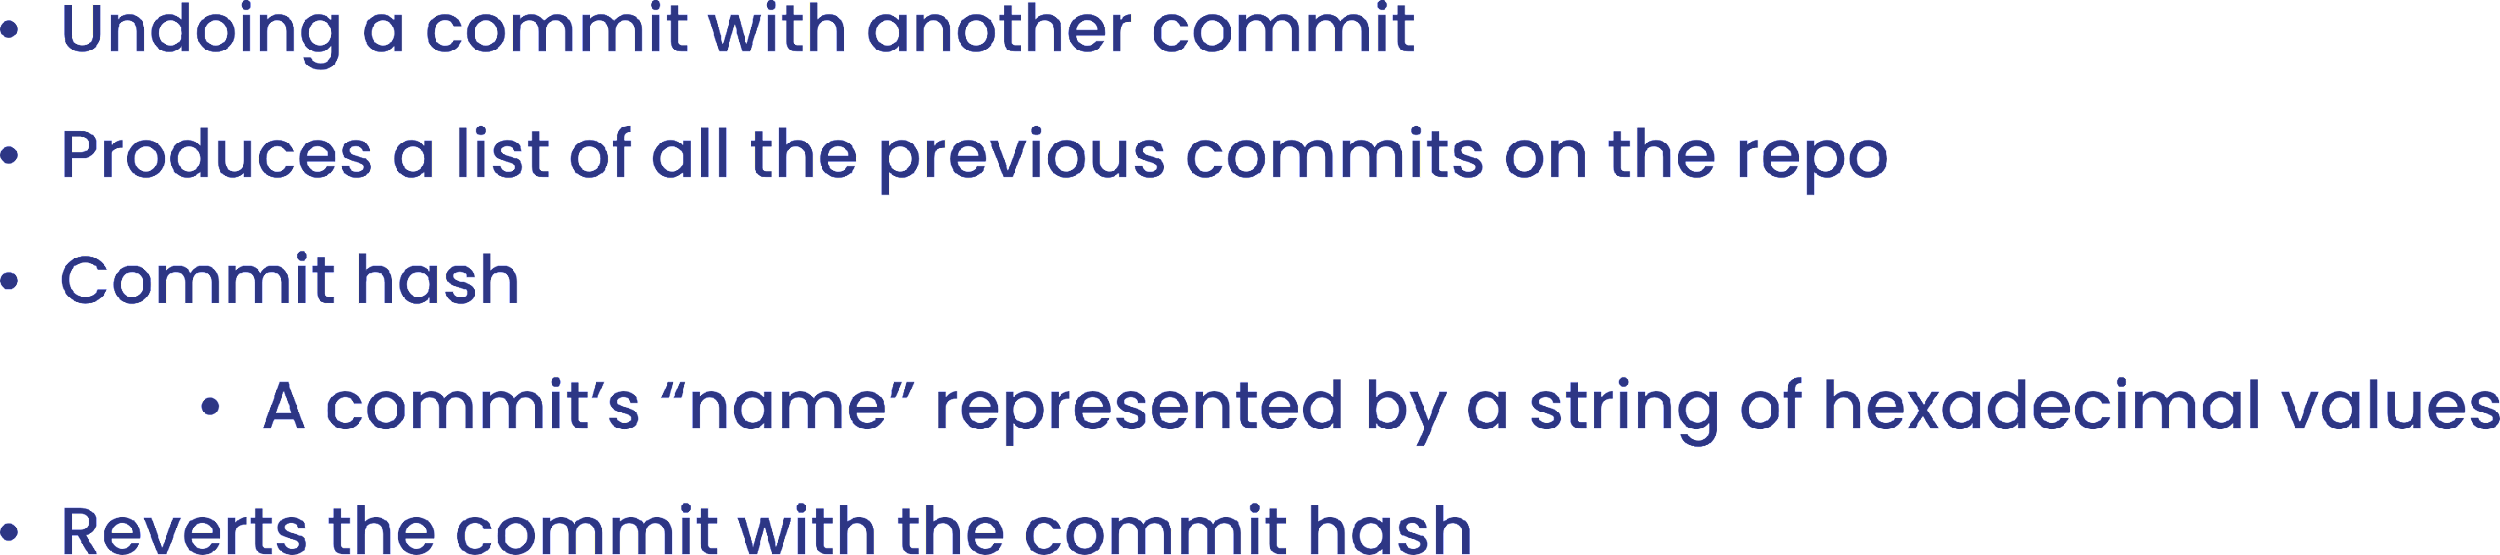 • Undoing a commit with another commit
• Produces a list of all the previous commits on the repo
• Commit hash
• A commit’s “name” represented by a string of hexadecimal values
• Reverts the commit with the commit hash